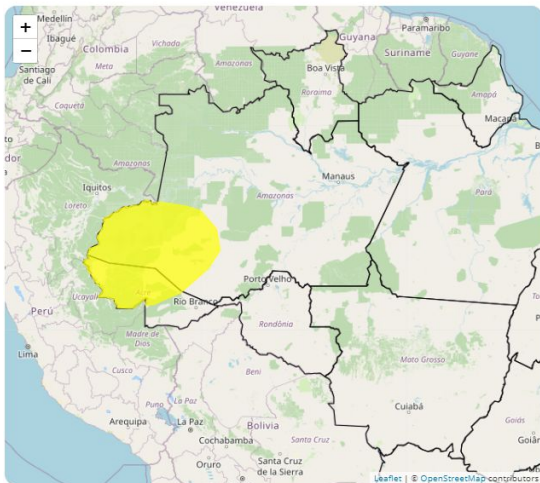 Venezuela
Medellín
+
Paramaribo
Ibagué
Vichada
Guyana
−
Colombia
Suriname
Guyane
Santiago
de Cali
Meta
Amazonas
Boa Vista
Roraima
Amapá
Caquetá
Macapá
Amazonas
Manaus
Iquitos
Loreto
Amazonas
Pará
Ucayali
Porto Velho
Rio Branco
Perú
Rondônia
Madre de
Dios
Lima
Mato Grosso
Cusco
Beni
Cuiabá
Puno
La Paz
Arequipa
La Paz
Bolivia
Goiás
Cochabamba
Santa Cruz
Oruro
Santa Cruz
de la Sierra
Leaflet | © OpenStreetMap contributors